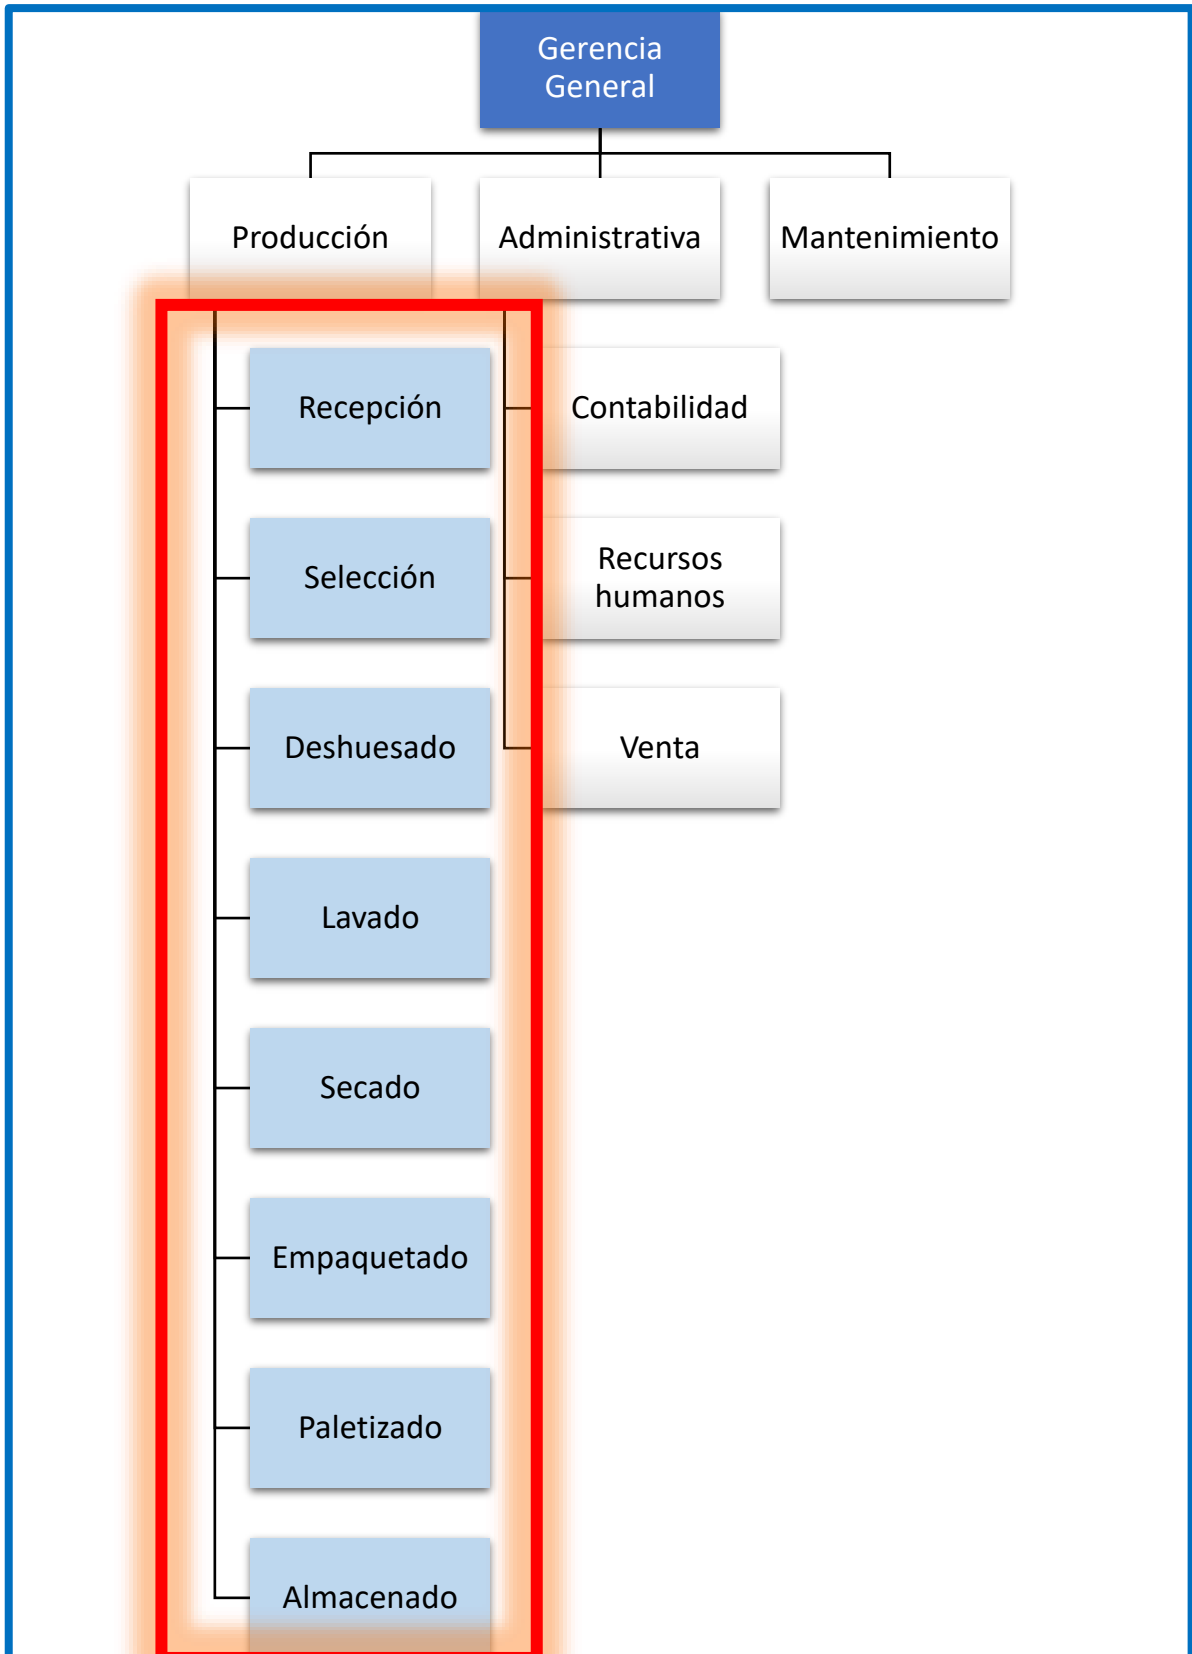 Gerencia
General
Producción
Administrativa
Mantenimiento
Recepción
Contabilidad
Selección
Recursos
humanos
Deshuesado
Venta
Lavado
Secado
Empaquetado
Paletizado
Almacenado